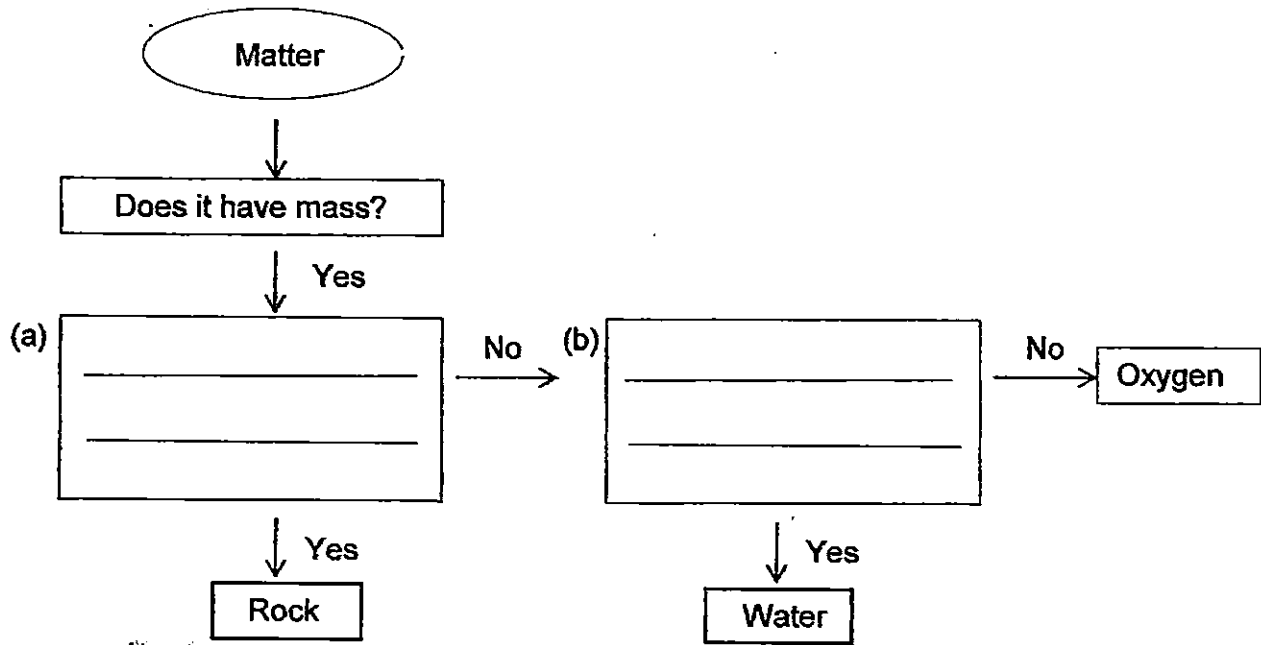 Matter
Does it have mass?
Yes
(a)
No
(b)
No
Oxygen
Yes
Yes
Rock
Water